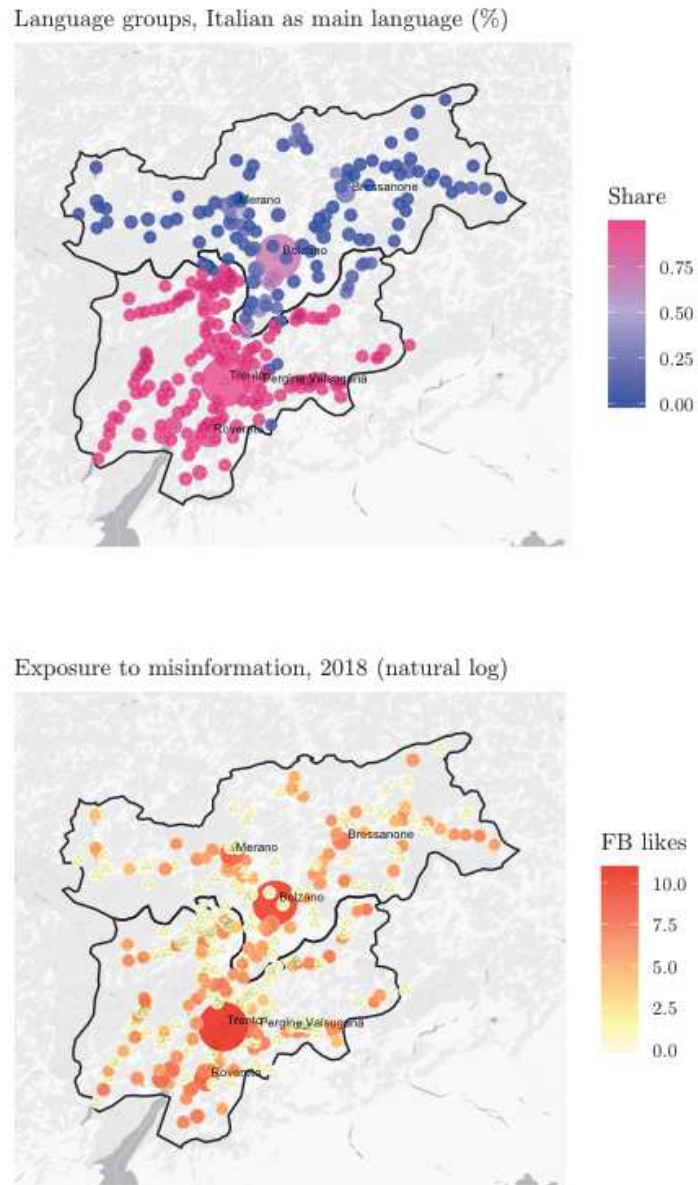 Language groups, Italian as main language (%)
Bressanone
Merano
Bolzano
Trento
Pergine Valsugana
Rovereto
Share
0.75
0.50
0.25
0.00
Exposure to misinformation, 2018 (natural log)
Bressanone
Merano
Bolzano
Trento
Pergine Valsugana
Rovereto
FB likes
10.0
7.5
5.0
2.5
0.0